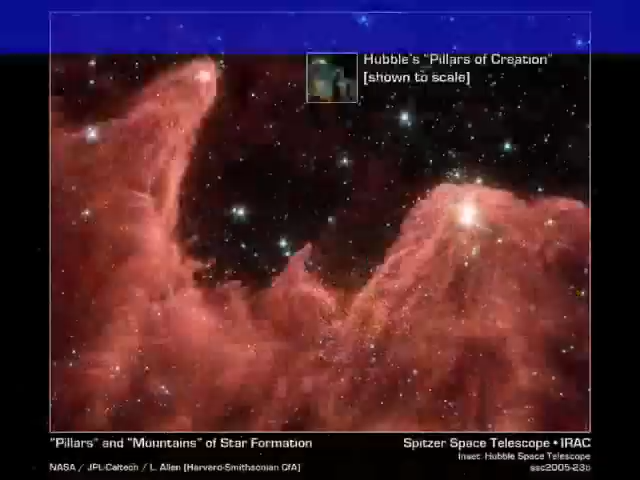 Hubble's "Pillars of Creation"
[shown to scale]
"Pillars" and "Mountains" of Star Formation
Spitzer Space Telescope • IRAC
Inset: Hubble Space Telescope
NASA / JPL-Caltech / L. Allen [Harvard-Smithsonian CfA]
ssc2005-23b